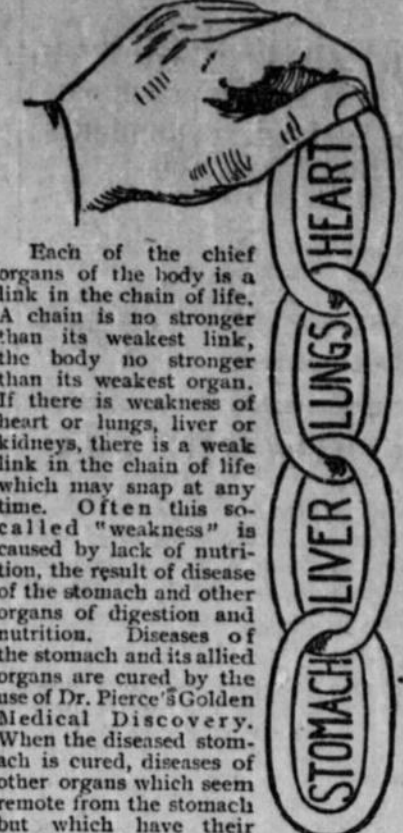 HEART
LUNGS
LIVER
STOMACH
Each of the chief
organs of the body is a
link in the chain of life.
A chain is no stronger
than its weakest link,
the body no stronger
than its weakest organ.
If there is weakness of
heart or lungs, liver or
kidneys, there is a weak
link in the chain of life
which may snap at any
time. Often this so-
called "weakness" is
caused by lack of nutri-
tion, the result of disease
of the stomach and other
organs of digestion and
nutrition. Diseases of
the stomach and its allied
organs are cured by the
use of Dr. Pierce's Golden
Medical Discovery.
When the diseased stom-
ach is cured, diseases of
other organs which seem
remote from the stomach
but which have their